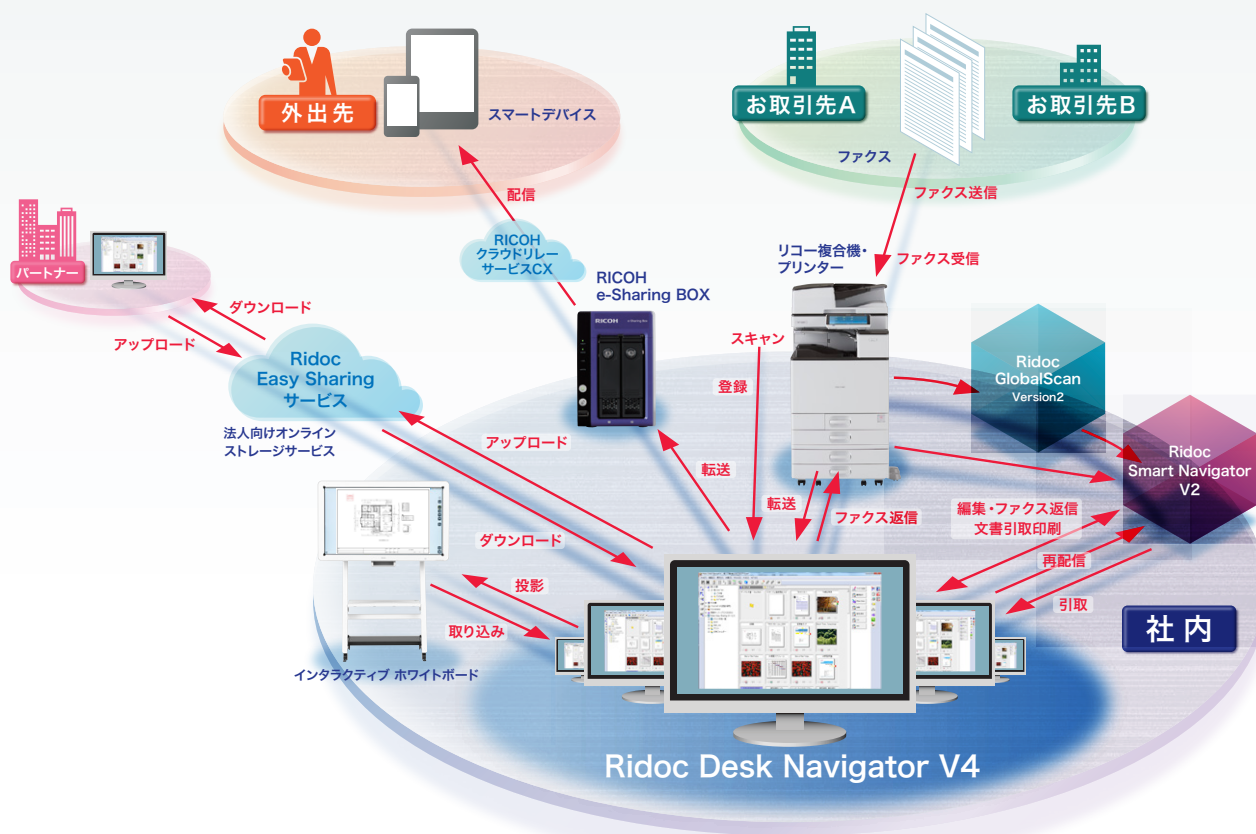 外出先
スマートデバイス
お取引先A
お取引先B
ファクス
配信
ファクス送信
RICOH
クラウドリレー
サービスCX
リコー複合機・
プリンター
ファクス受信
パートナー
RICOH
e-Sharing BOX
RICOH
ダウンロード
アップロード
スキャン
Ridoc
Easy Sharing
サービス
登録
Ridoc
GlobalScan
Version2
法人向けオンライン
ストレージサービス
アップロード
転送
転送
ファクス返信
Ridoc
Smart Navigator
V2
編集・ファクス返信
文書引取印刷
ダウンロード
再配信
投影
引取
取り込み
社内
インタラクティブ ホワイトボード
Ridoc Desk Navigator V4